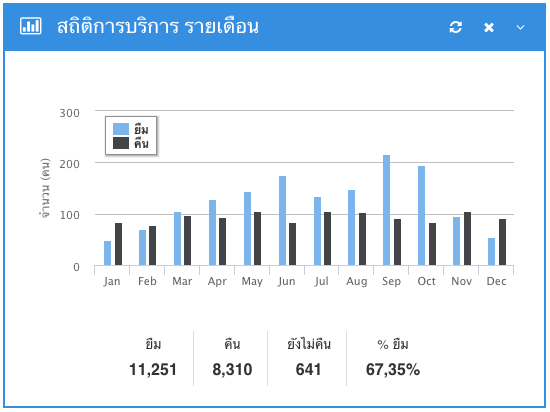 สถิติการบริการ รายเดือน
300
ยืม
คืน
200
จำนวน (คน)
100
0
Jan Feb Mar Apr May Jun Jul Aug Sep Oct Nov Dec
ยืม คืน ยังไม่คืน % ยืม
11,251 8,310 641 67,35%